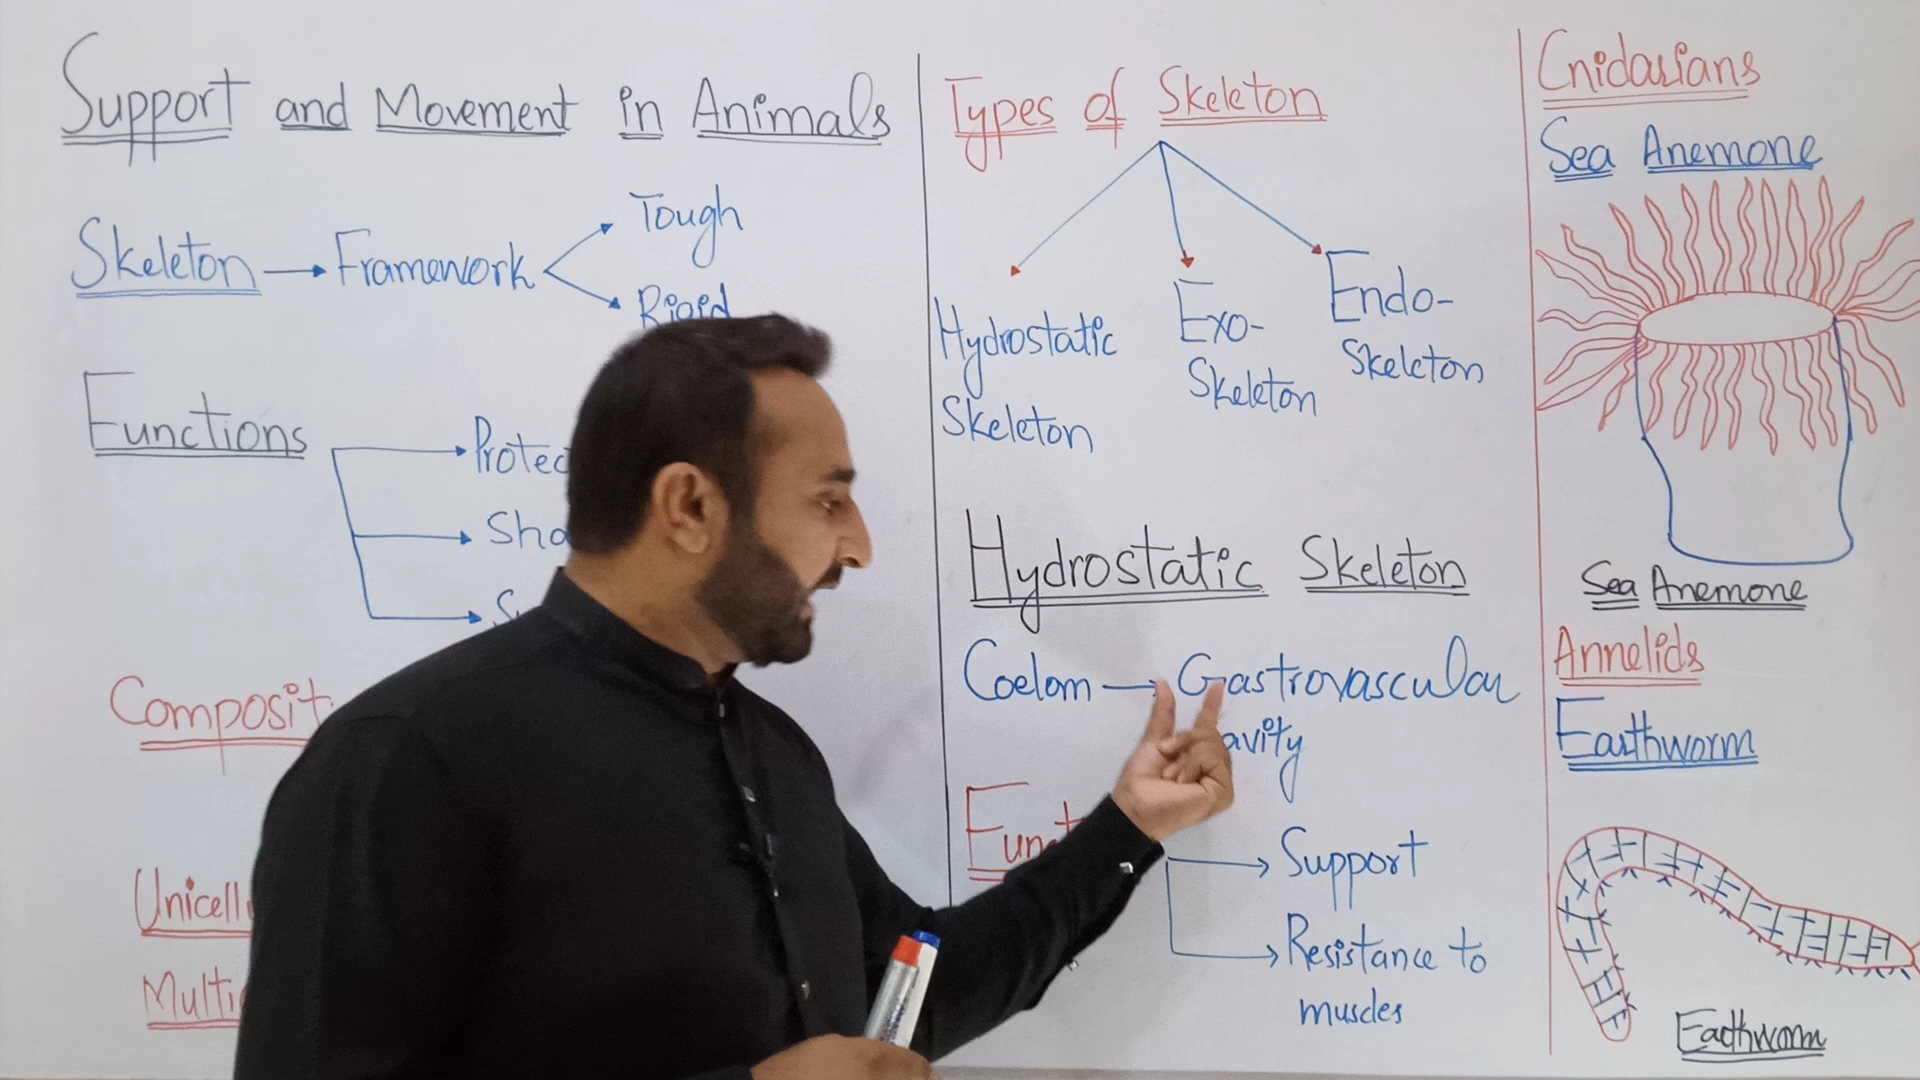 Support and Movement in Animals
Skeleton → Framework
Tough
Rigid
Functions
Protec
Sha
Composit
Unicell
Multi
Types of Skeleton
Hydrostatic
Skeleton
Exo-
Skeleton
Endo-
Skeleton
Hydrostatic Skeleton
Coelom → Gastrovascular
avity
Funct
Support
Resistance to
muscles
Cnidarians
Sea Anemone
Sea Anemone
Annelids
Earthworm
Earthworm